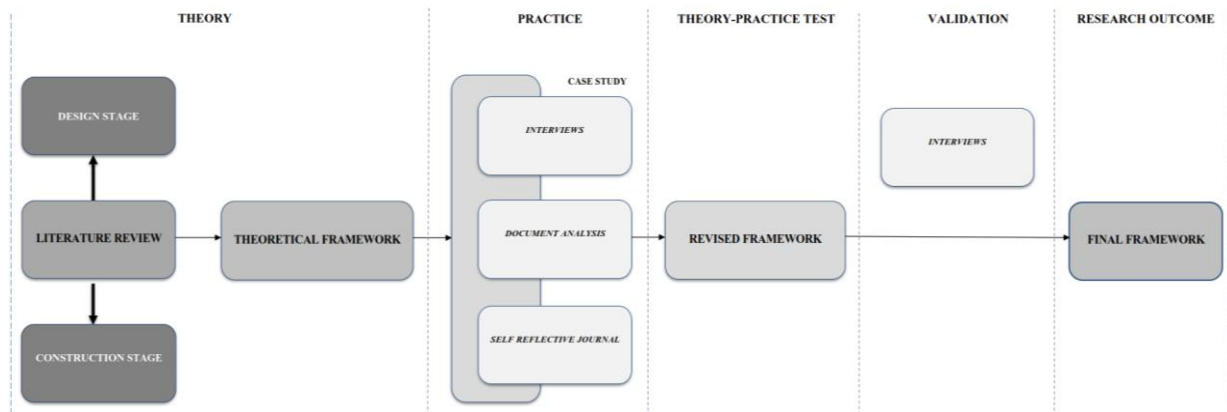 THEORY
PRACTICE
THEORY-PRACTICE TEST
VALIDATION
RESEARCH OUTCOME
CASE STUDY
DESIGN STAGE
INTERVIEWS
INTERVIEWS
LITERATURE REVIEW
THEORETICAL FRAMEWORK
DOCUMENT ANALYSIS
REVISED FRAMEWORK
FINAL FRAMEWORK
SELF REFLECTIVE JOURNAL
CONSTRUCTION STAGE